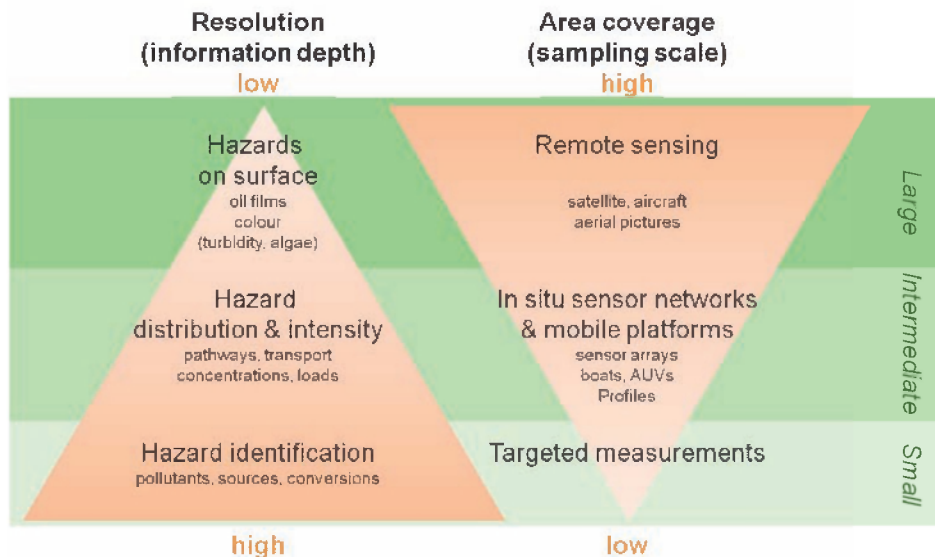 Resolution
(information depth)
low
Area coverage
(sampling scale)
high
Hazards
on surface
oil films
colour
(turbidity, algae)
Remote sensing
satellite, aircraft
aerial pictures
Large
Hazard
distribution & intensity
pathways, transport
concentrations, loads
In situ sensor networks
& mobile platforms
sensor arrays
boats, AUVs
Profiles
Intermediate
Hazard identification
pollutants, sources, conversions
Targeted measurements
Small
high
low